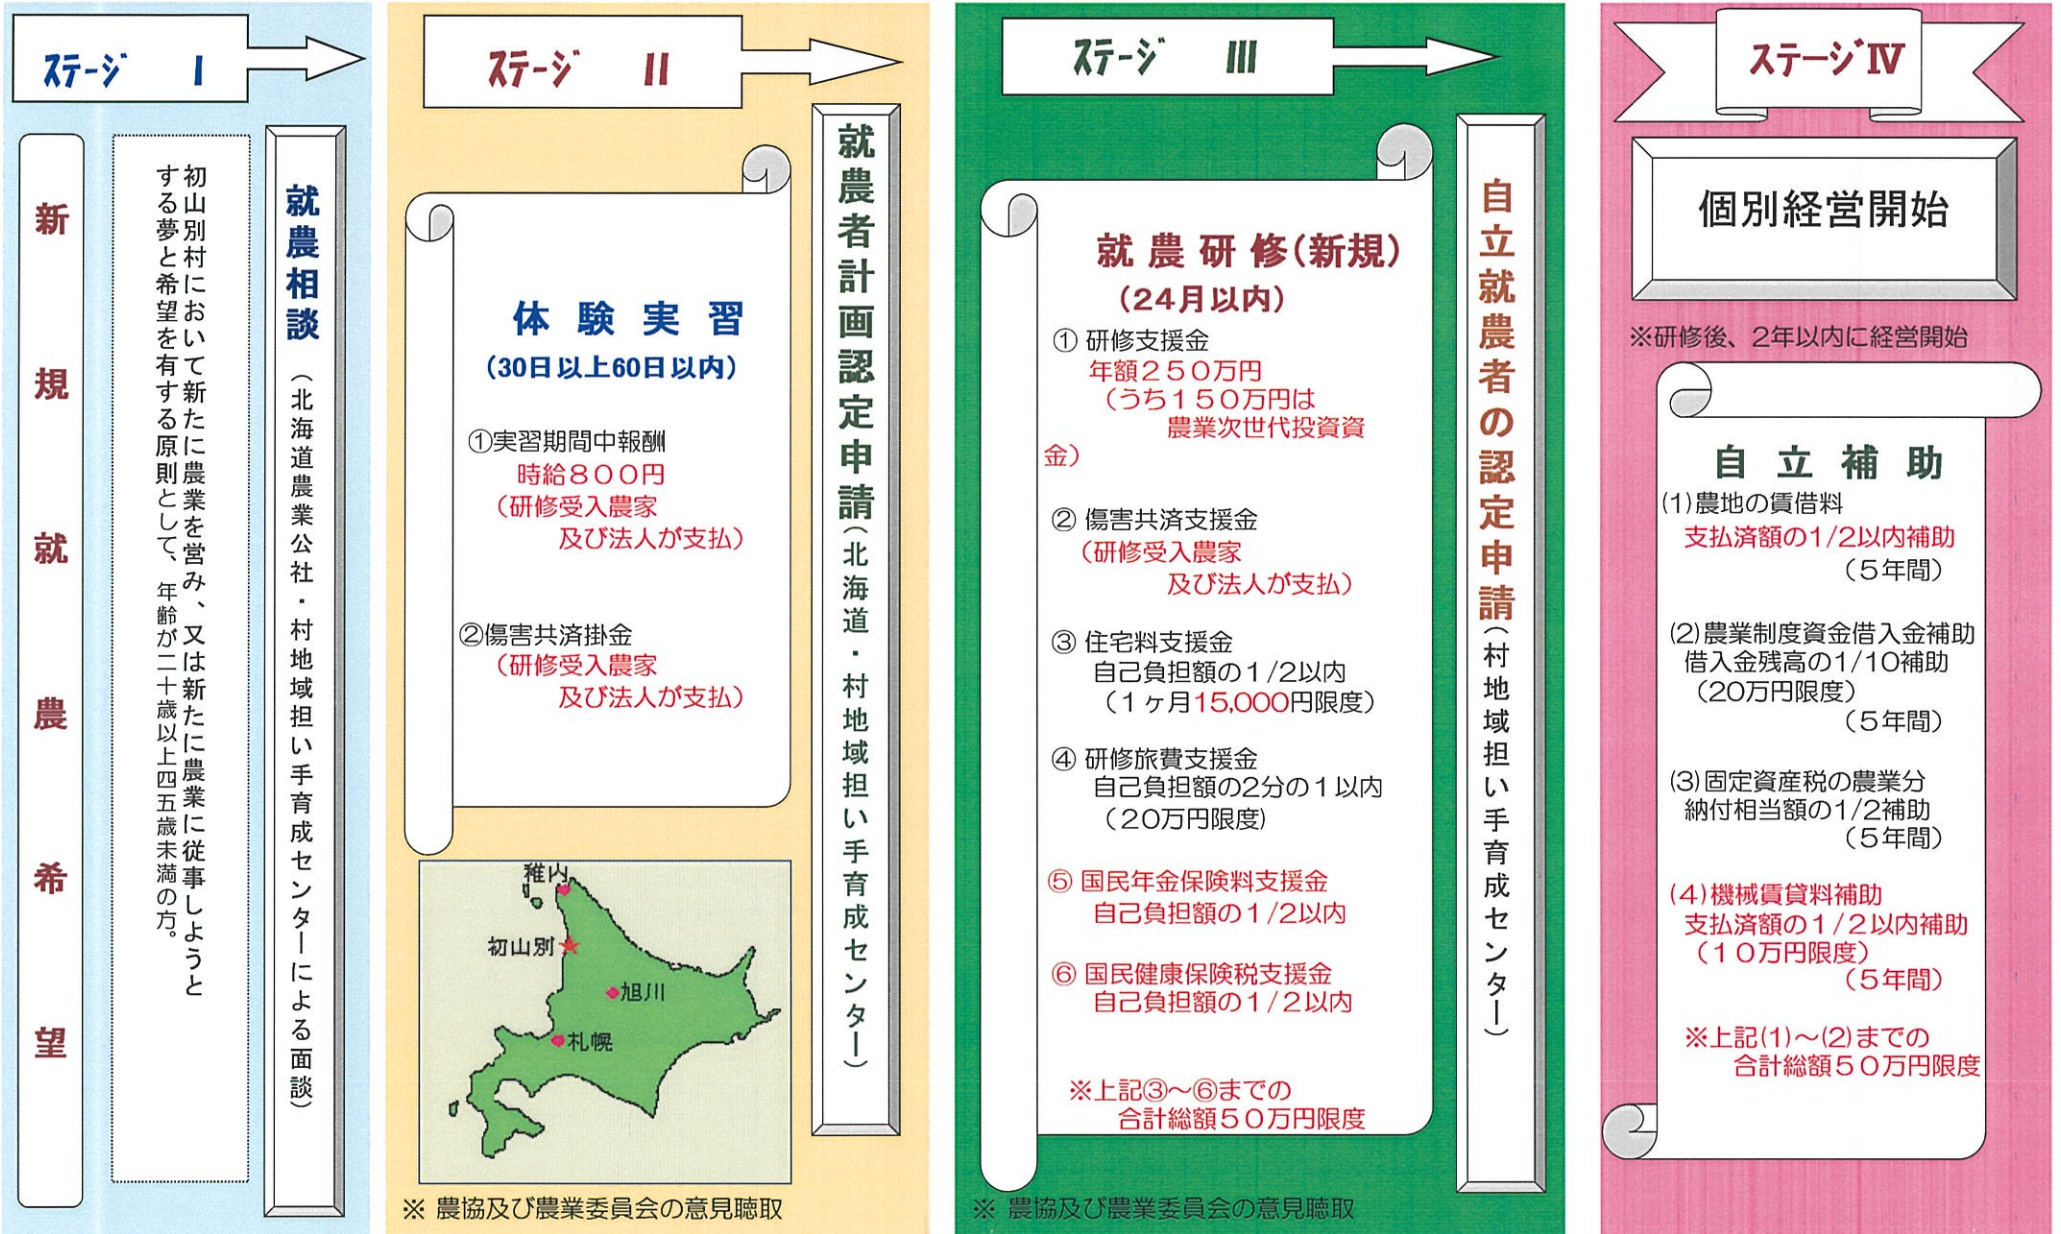 ステージ Ⅰ
新規就農希望
初山別村において新たに農業を営み、又は新たに農業に従事しようと
する夢と希望を有する原則として、年齢が二十歳以上四五歳未満の方。
就農相談（北海道農業公社・村地域担い手育成センターによる面談）
ステージ Ⅱ
体験実習
（30日以上60日以内）
①実習期間中報酬
時給８００円
（研修受入農家
及び法人が支払）
②傷害共済掛金
（研修受入農家
及び法人が支払）
稚内
初山別
旭川
札幌
※ 農協及び農業委員会の意見聴取
就農者計画認定申請（北海道・村地域担い手育成センター）
ステージ Ⅲ
就農研修（新規）
（24月以内）
① 研修支援金
年額２５０万円
（うち１５０万円は
農業次世代投資資
金）
② 傷害共済支援金
（研修受入農家
及び法人が支払）
③ 住宅料支援金
自己負担額の１/２以内
（１ヶ月15,000円限度）
④ 研修旅費支援金
自己負担額の2分の１以内
（２０万円限度）
⑤ 国民年金保険料支援金
自己負担額の１/２以内
⑥ 国民健康保険税支援金
自己負担額の１/２以内
※上記③～⑥までの
合計総額５０万円限度
※ 農協及び農業委員会の意見聴取
自立就農者の認定申請（村地域担い手育成センター）
ステージⅣ
個別経営開始
※研修後、2年以内に経営開始
自立補助
(1)農地の賃借料
支払済額の1/2以内補助
（５年間）
(2)農業制度資金借入金補助
借入金残高の1/10補助
（20万円限度）
（５年間）
(3)固定資産税の農業分
納付相当額の1/2補助
（５年間）
(4)機械賃貸料補助
支払済額の１/２以内補助
（１０万円限度）
（５年間）
※上記(1)～(2)までの
合計総額５０万円限度